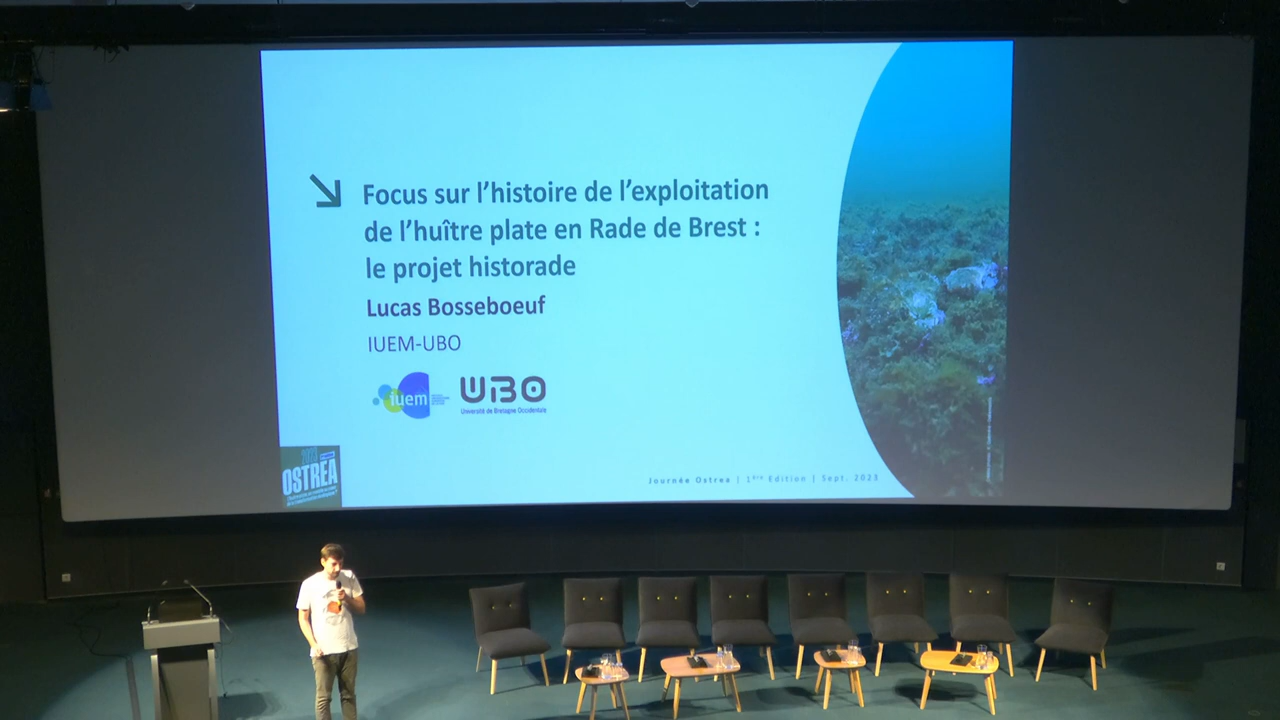 Focus sur l’histoire de l’exploitation
de l’huître plate en Rade de Brest :
le projet historade
Lucas Bosseboeuf
IUEM-UBO
iuem
UBO
Université de Bretagne Occidentale
OSTREA
Journée Ostrea | 1ère Edition | Sept. 2023